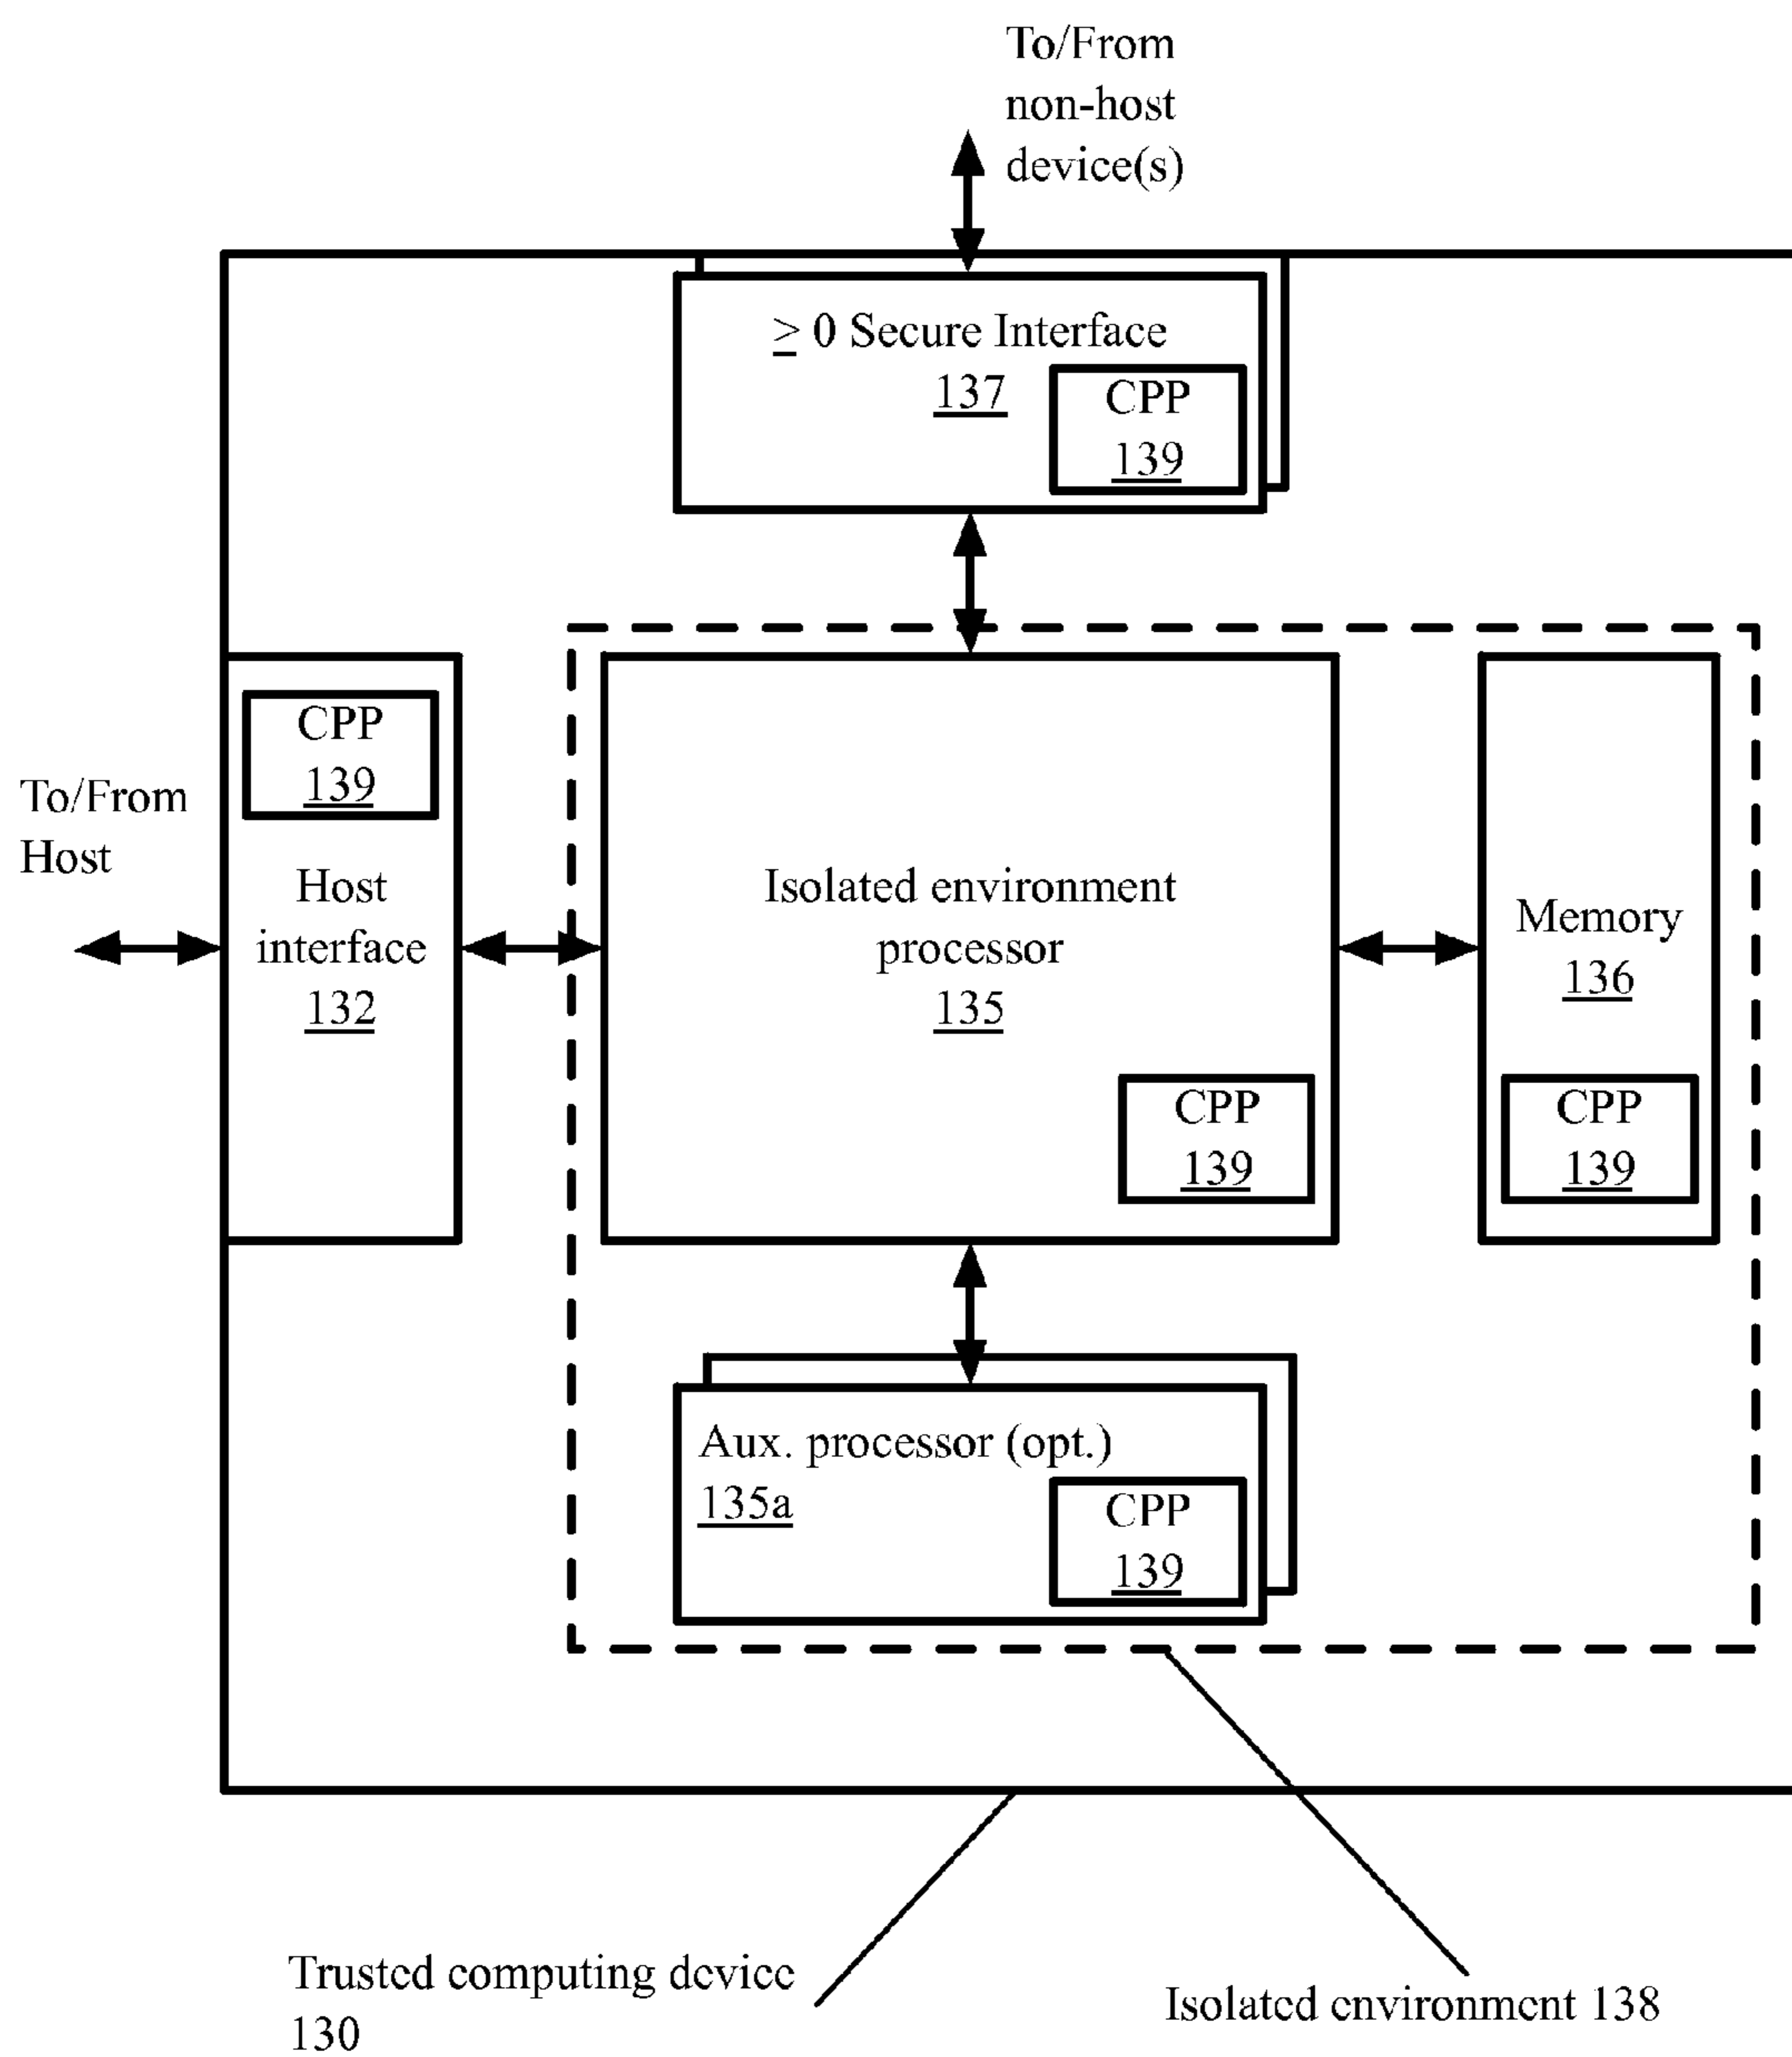 To/From
non-host
device(s)
≥ 0 Secure Interface
137
CPP
139
CPP
139
To/From
Host
Host
interface
132
Isolated environment
processor
135
CPP
139
Memory
136
CPP
139
Aux. processor (opt.)
135a
CPP
139
Trusted computing device
130
Isolated environment 138